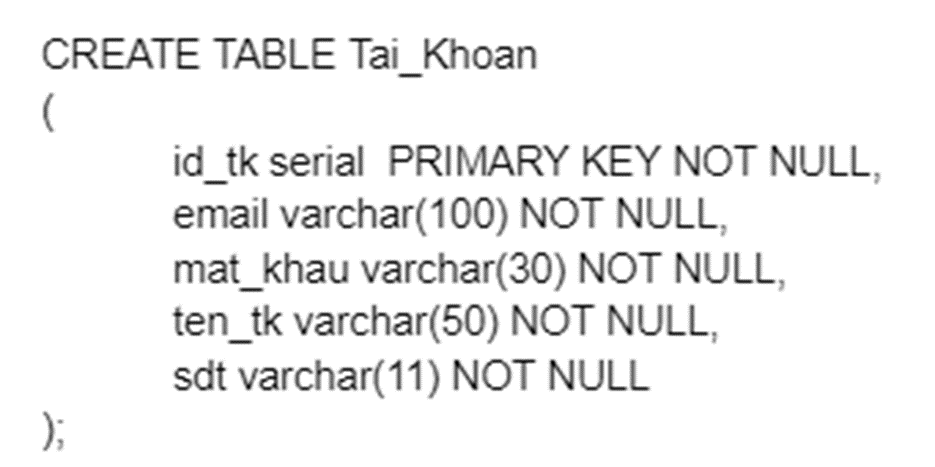 CREATE TABLE Tai_Khoan
(
id_tk serial  PRIMARY KEY NOT NULL,
email varchar(100) NOT NULL,
mat_khau varchar(30) NOT NULL,
ten_tk varchar(50) NOT NULL,
sdt varchar(11) NOT NULL
);